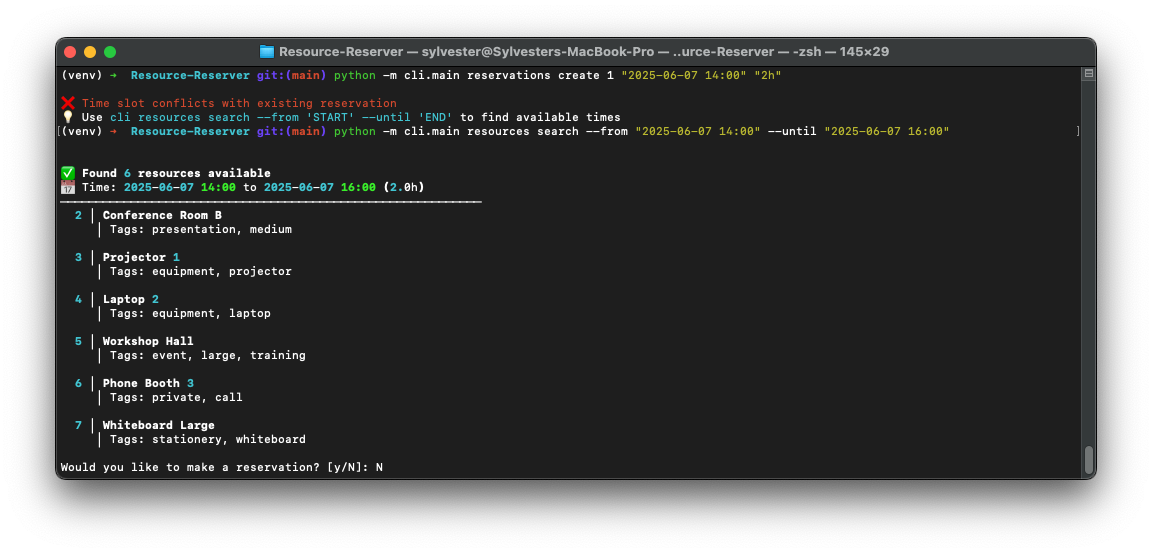 Resource-Reserver — sylvester@Sylvesters-MacBook-Pro — ..urce-Reserver — -zsh — 145×29
(venv) ➜  Resource-Reserver git:(main) python -m cli.main reservations create 1 "2025-06-07 14:00" "2h"
❌ Time slot conflicts with existing reservation
💡 Use cli resources search --from 'START' --until 'END' to find available times
[(venv) ➜  Resource-Reserver git:(main) python -m cli.main resources search --from "2025-06-07 14:00" --until "2025-06-07 16:00" ]
✅ Found 6 resources available
📅 Time: 2025-06-07 14:00 to 2025-06-07 16:00 (2.0h)
2 │ Conference Room B
│ Tags: presentation, medium
3 │ Projector 1
│ Tags: equipment, projector
4 │ Laptop 2
│ Tags: equipment, laptop
5 │ Workshop Hall
│ Tags: event, large, training
6 │ Phone Booth 3
│ Tags: private, call
7 │ Whiteboard Large
│ Tags: stationery, whiteboard
Would you like to make a reservation? [y/N]: N